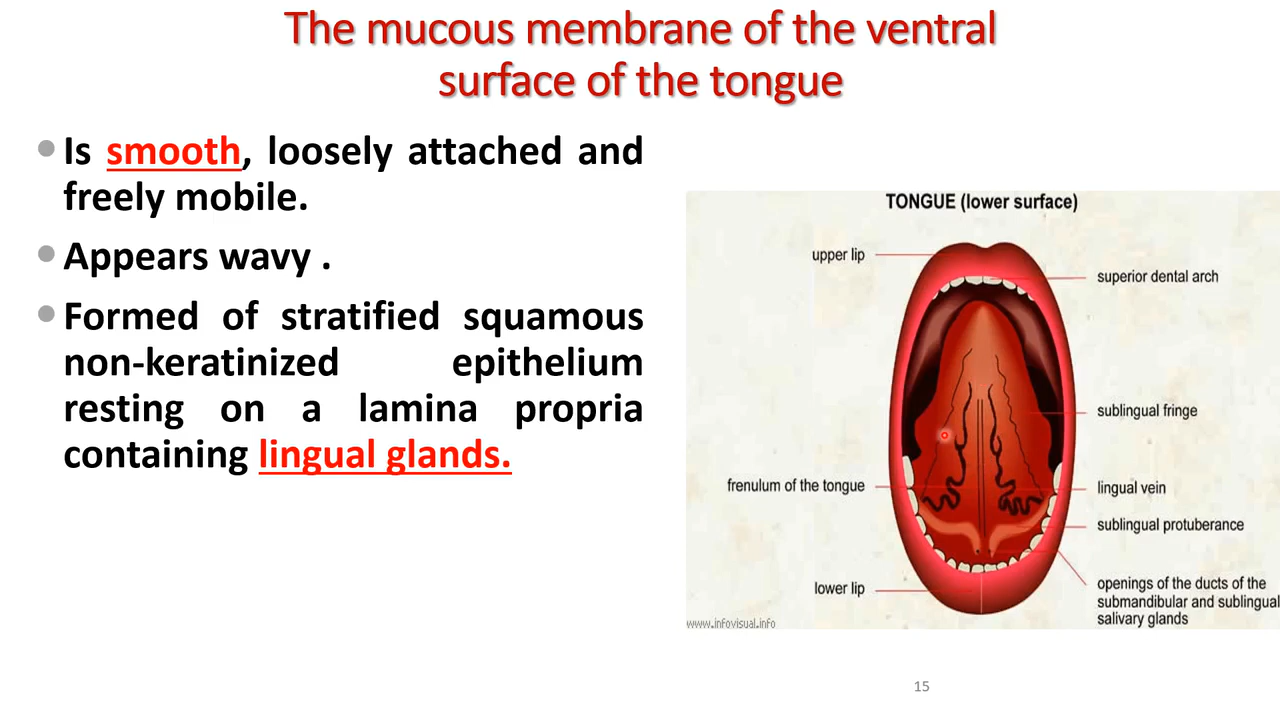 The mucous membrane of the ventral
surface of the tongue
Is smooth, loosely attached and
freely mobile.
Appears wavy .
Formed of stratified squamous
non-keratinized epithelium
resting on a lamina propria
containing lingual glands.
TONGUE (lower surface)
upper lip
superior dental arch
sublingual fringe
frenulum of the tongue
lingual vein
sublingual protuberance
lower lip
openings of the ducts of the
submandibular and sublingual
salivary glands
www.infovisual.info
15